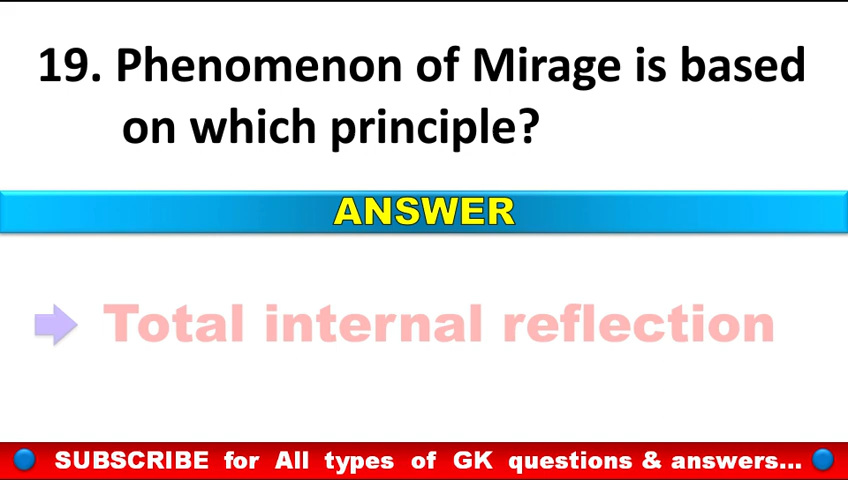 19. Phenomenon of Mirage is based
on which principle?
ANSWER
Total internal reflection
SUBSCRIBE for All types of GK questions & answers...